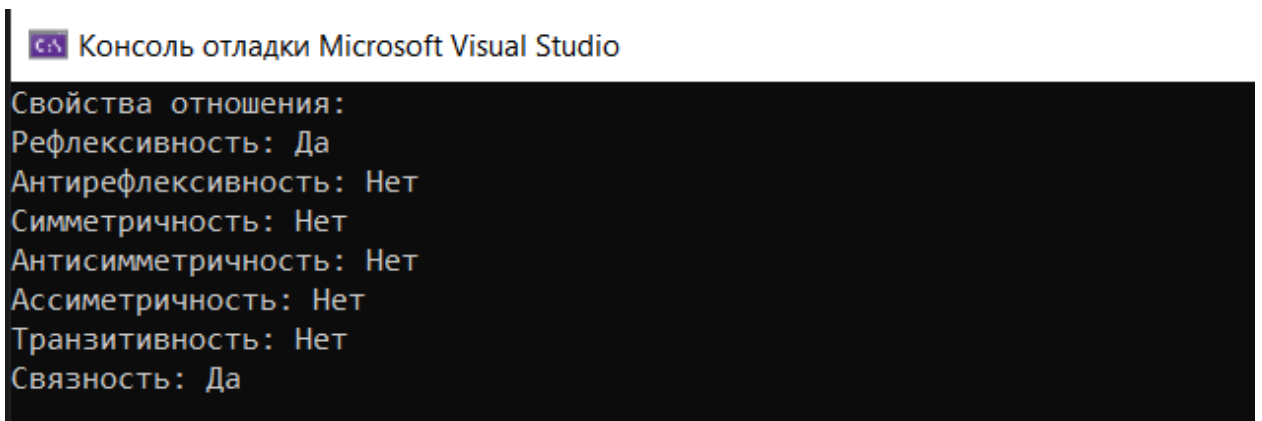 C:\ Консоль отладки Microsoft Visual Studio
Свойства отношения:
Рефлексивность: Да
Антирефлексивность: Нет
Симметричность: Нет
Антисимметричность: Нет
Ассиметричность: Нет
Транзитивность: Нет
Связность: Да